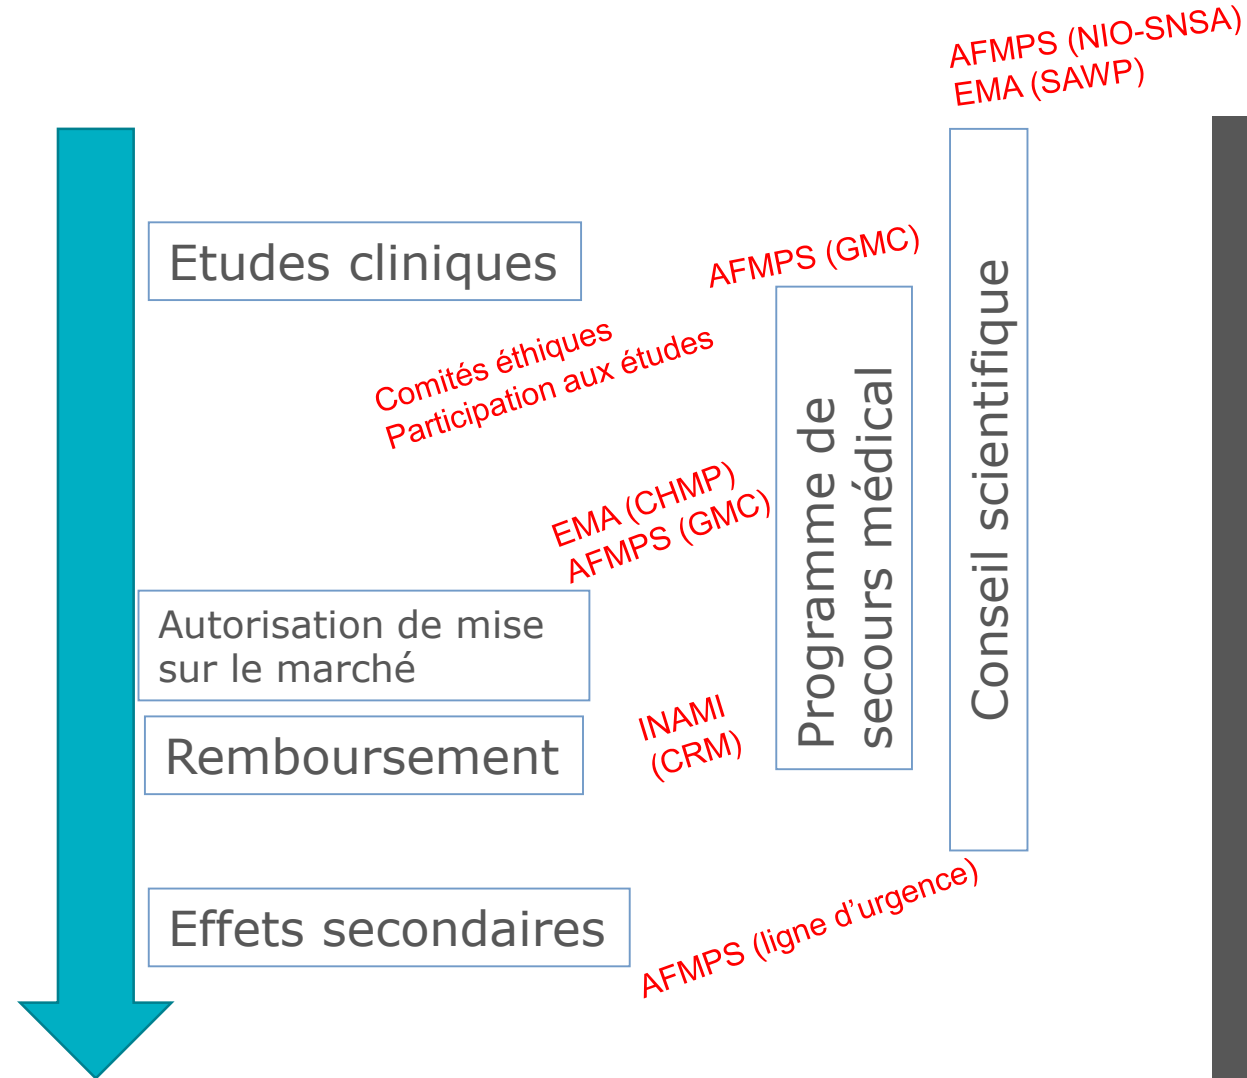 AFMPS (NIO-SNSA)
EMA (SAWP)
Etudes cliniques
AFMPS (GMC)
Comités éthiques
Participation aux études
EMA (CHMP)
AFMPS (GMC)
Programme de
secours médical
Conseil scientifique
Autorisation de mise
sur le marché
INAMI
(CRM)
Remboursement
Effets secondaires
AFMPS (ligne d’urgence)